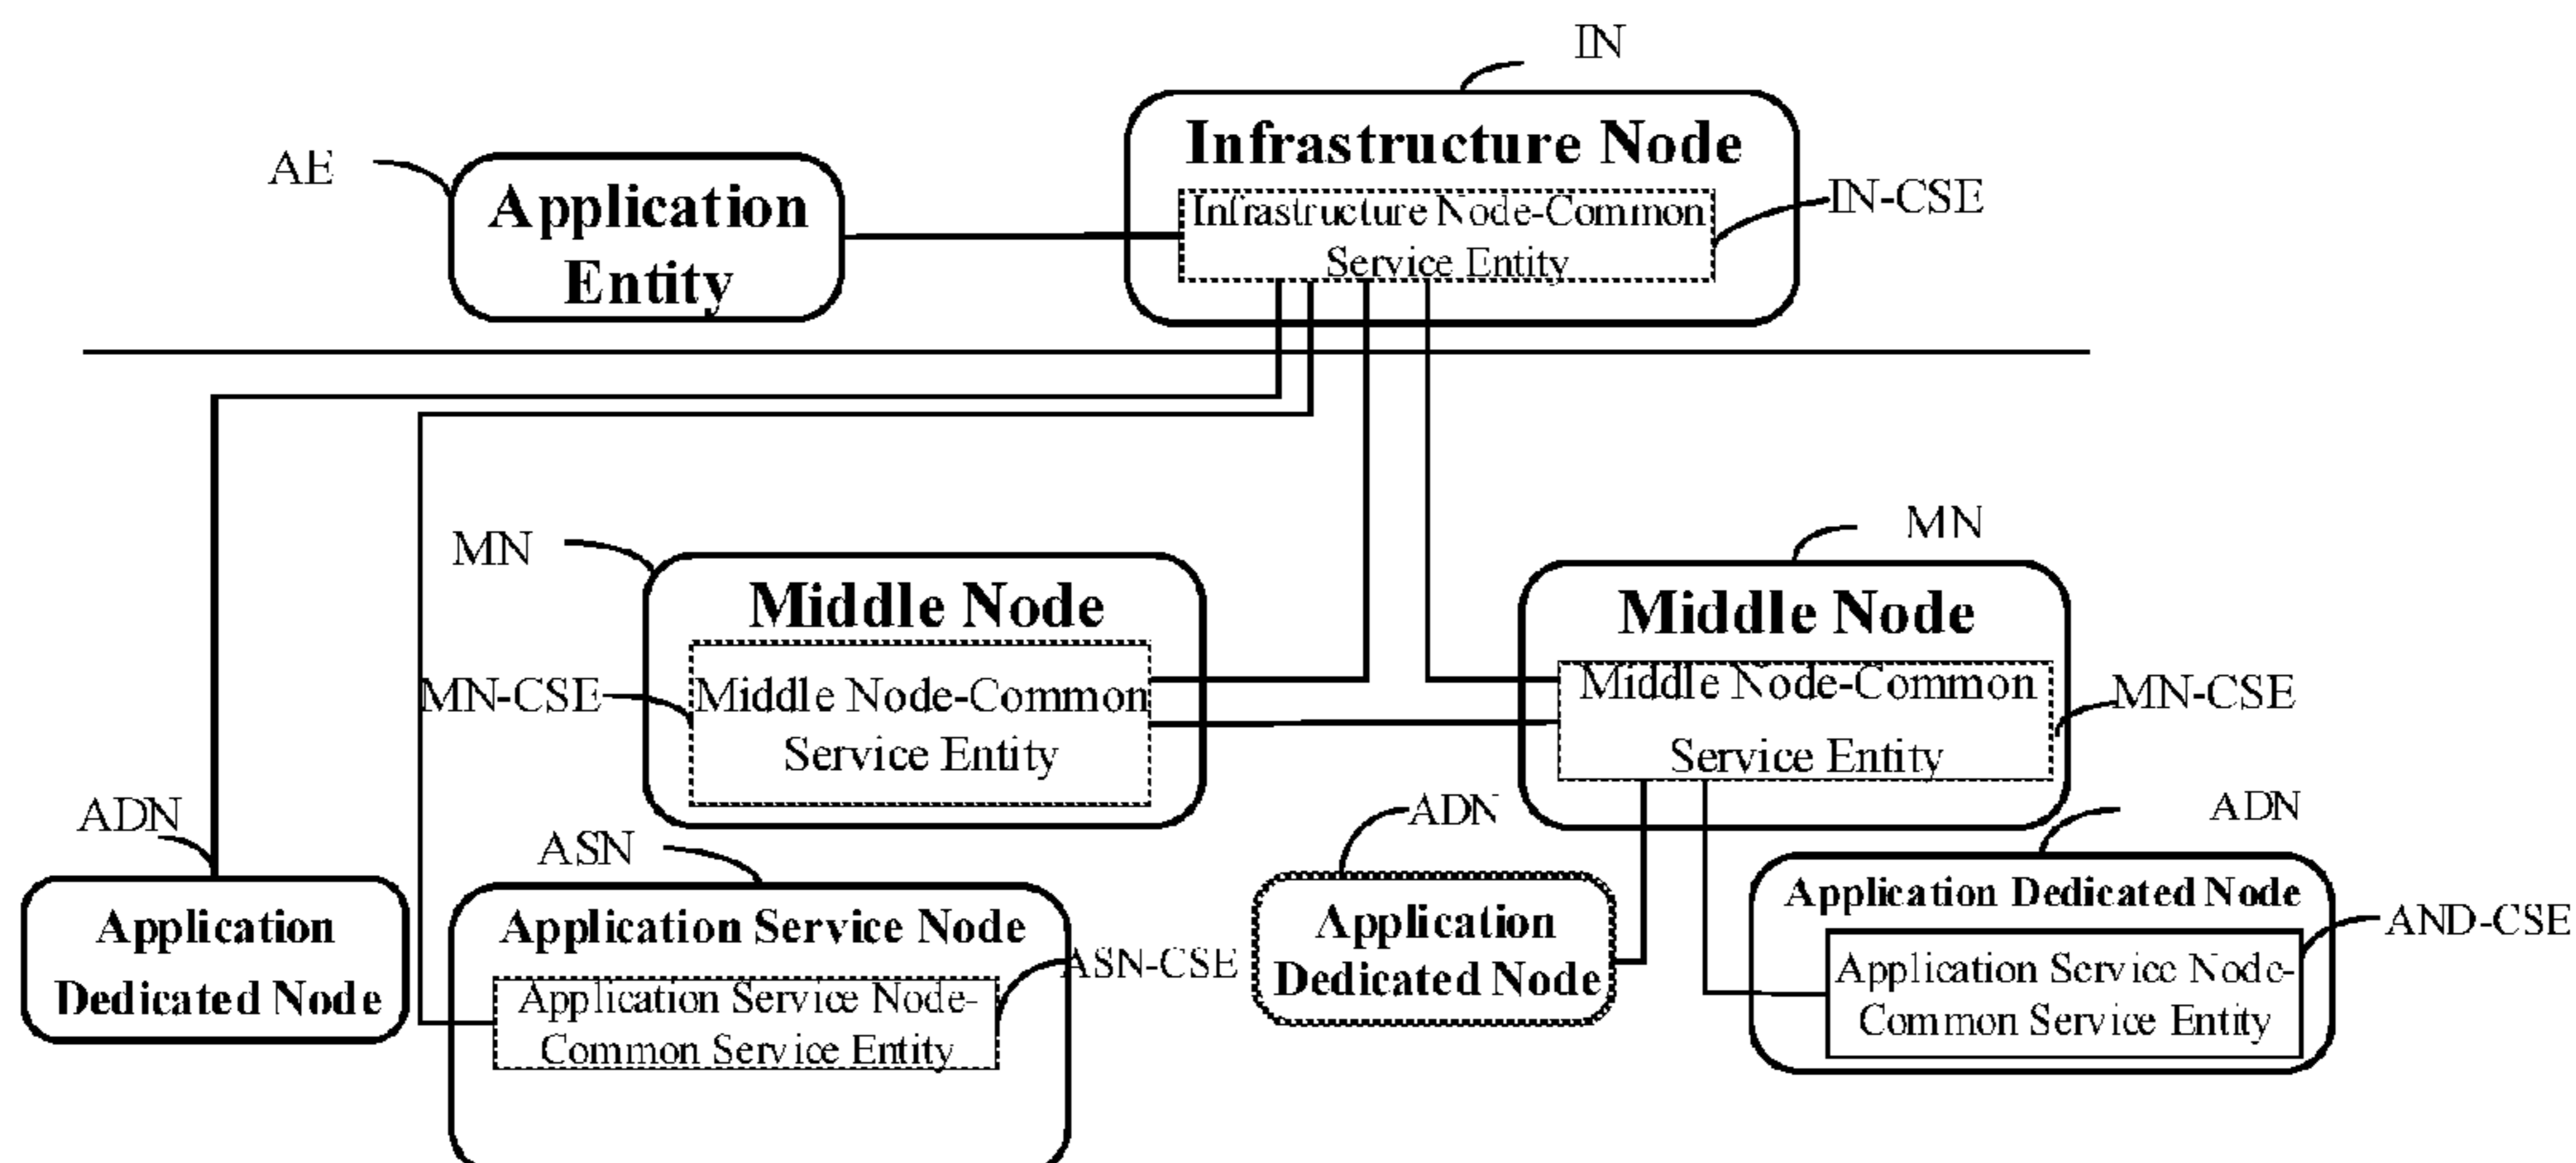 IN
Infrastructure Node
AE
Application
Entity
Infrastructure Node-Common
Service Entity
IN-CSE
MN
Middle Node
MN-CSE
Middle Node-Common
Service Entity
MN
Middle Node
Middle Node-Common
Service Entity
MN-CSE
ADN
Application
Dedicated Node
ASN
Application Service Node
ASN-CSE
Application Service Node-
Common Service Entity
ADN
Application
Dedicated Node
ADN
Application Dedicated Node
AND-CSE
Application Service Node-
Common Service Entity